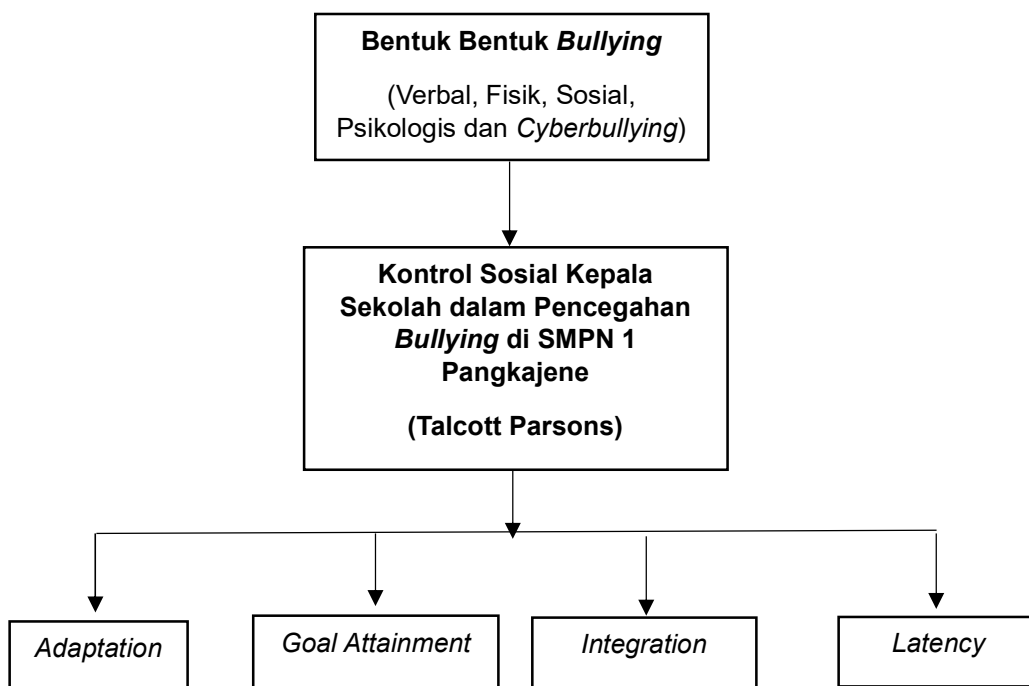 Bentuk Bentuk Bullying
(Verbal, Fisik, Sosial,
Psikologis dan Cyberbullying)
Kontrol Sosial Kepala
Sekolah dalam Pencegahan
Bullying di SMPN 1
Pangkajene
(Talcott Parsons)
Adaptation
Goal Attainment
Integration
Latency